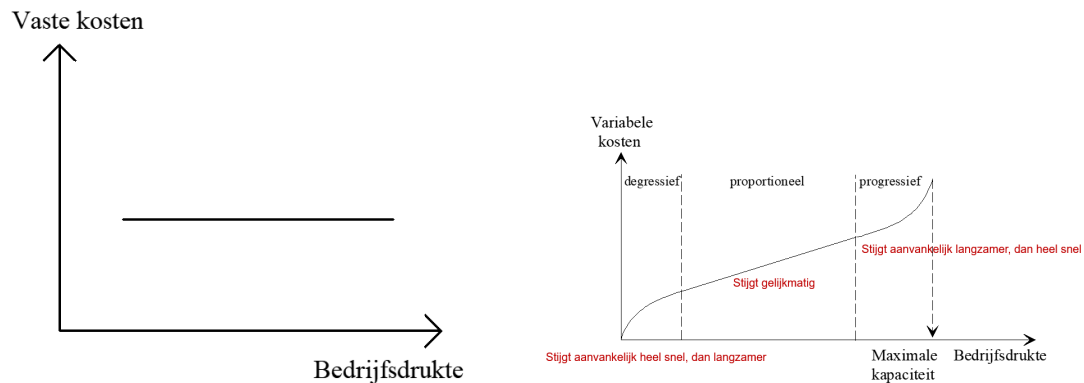 Vaste kosten
Bedrijfsdrukte
Variabele
kosten
degressief
proportioneel
progressief
Stijgt aanvankelijk langzamer, dan heel snel
Stijgt gelijkmatig
Stijgt aanvankelijk heel snel, dan langzamer
Maximale
kapaciteit
Bedrijfsdrukte